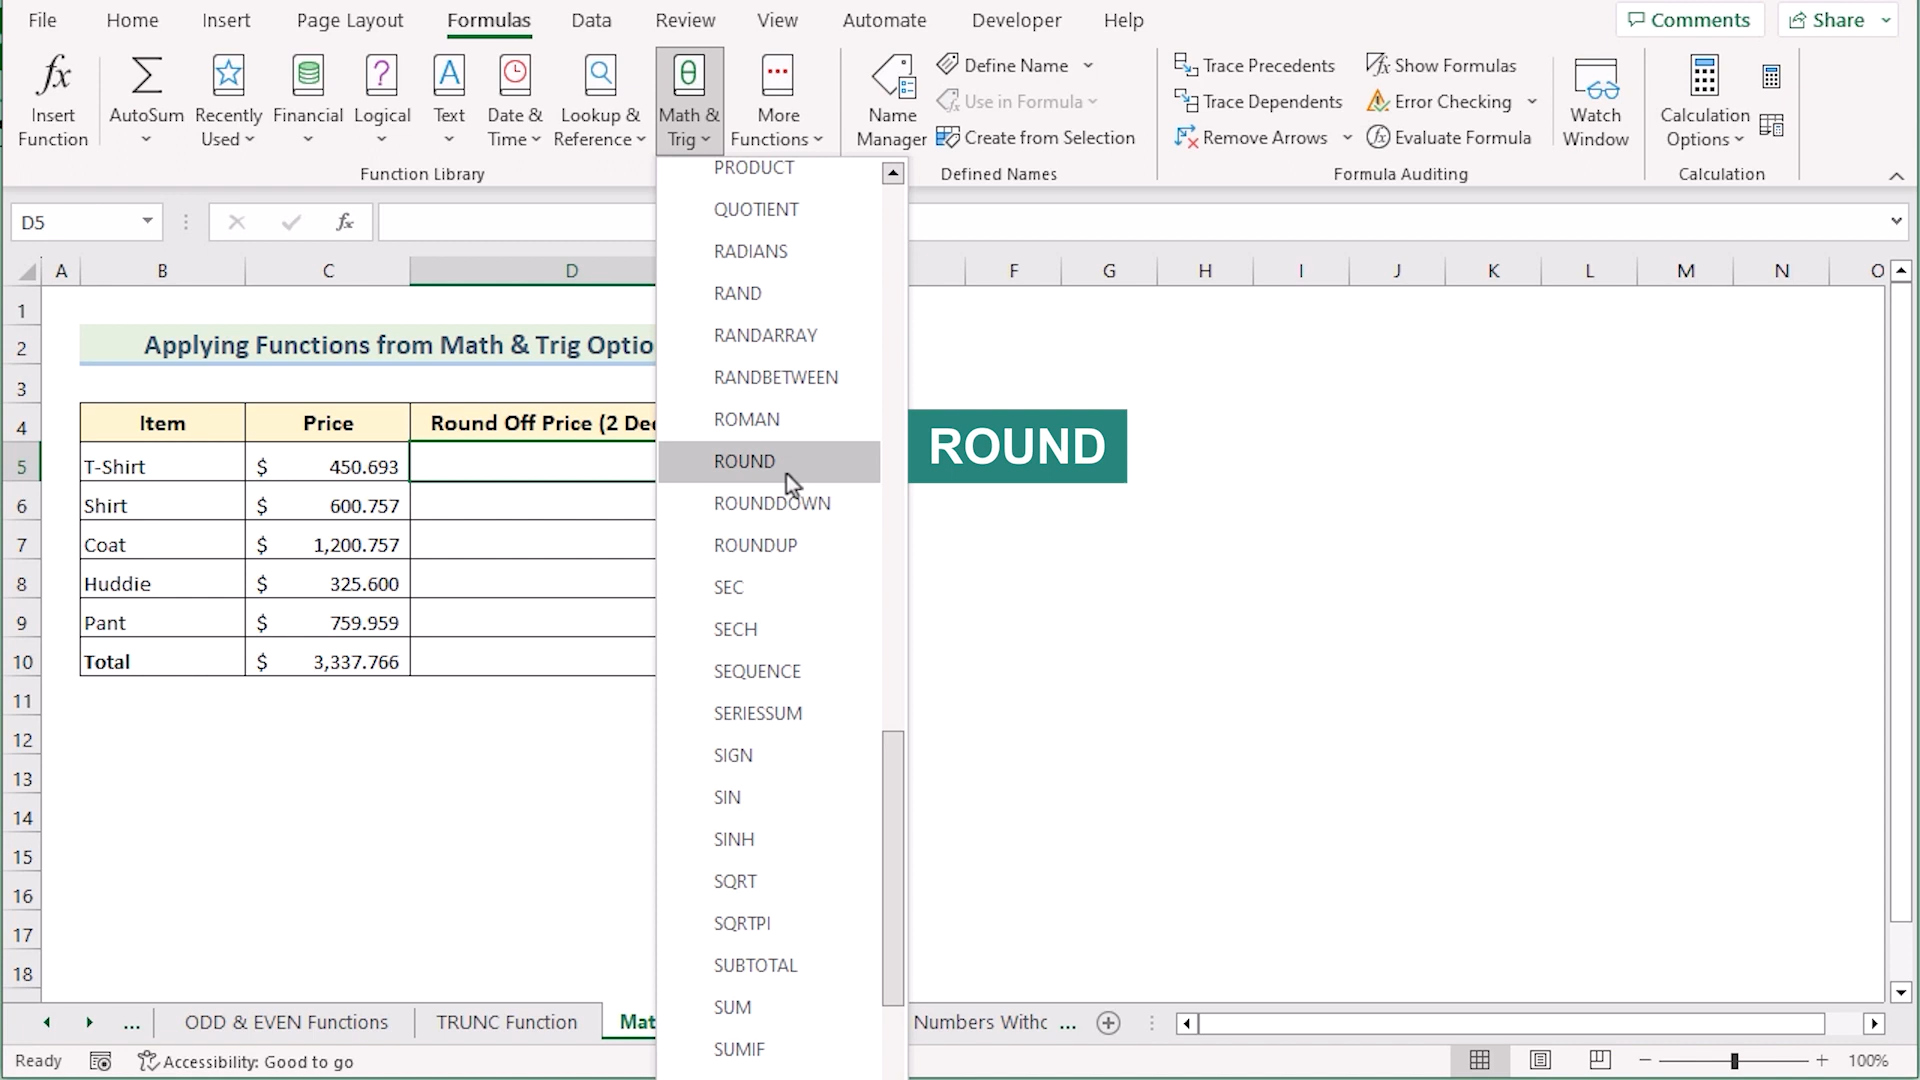 File Home Insert Page Layout Formulas Data Review View Automate Developer Help Comments Share
Insert Function
AutoSum
Recently Used
Financial
Logical
Text
Date & Time
Lookup & Reference
Math & Trig
More Functions
Function Library
Name Manager
Define Name
Use in Formula
Create from Selection
Defined Names
Trace Precedents
Trace Dependents
Remove Arrows
Show Formulas
Error Checking
Evaluate Formula
Formula Auditing
Watch Window
Calculation Options
Calculation
D5
fx
A B C D F G H I J K L M N O
1
2 Applying Functions from Math & Trig Optio
3
4 Item Price Round Off Price (2 Dec
5 T-Shirt $ 450.693
6 Shirt $ 600.757
7 Coat $ 1,200.757
8 Huddie $ 325.600
9 Pant $ 759.959
10 Total $ 3,337.766
11
12
13
14
15
16
17
18
PRODUCT
QUOTIENT
RADIANS
RAND
RANDARRAY
RANDBETWEEN
ROMAN
ROUND
ROUNDDOWN
ROUNDUP
SEC
SECH
SEQUENCE
SERIESSUM
SIGN
SIN
SINH
SQRT
SQRTPI
SUBTOTAL
SUM
SUMIF
ROUND
... ODD & EVEN Functions TRUNC Function Mat Numbers Withc ...
Ready Accessibility: Good to go 100%